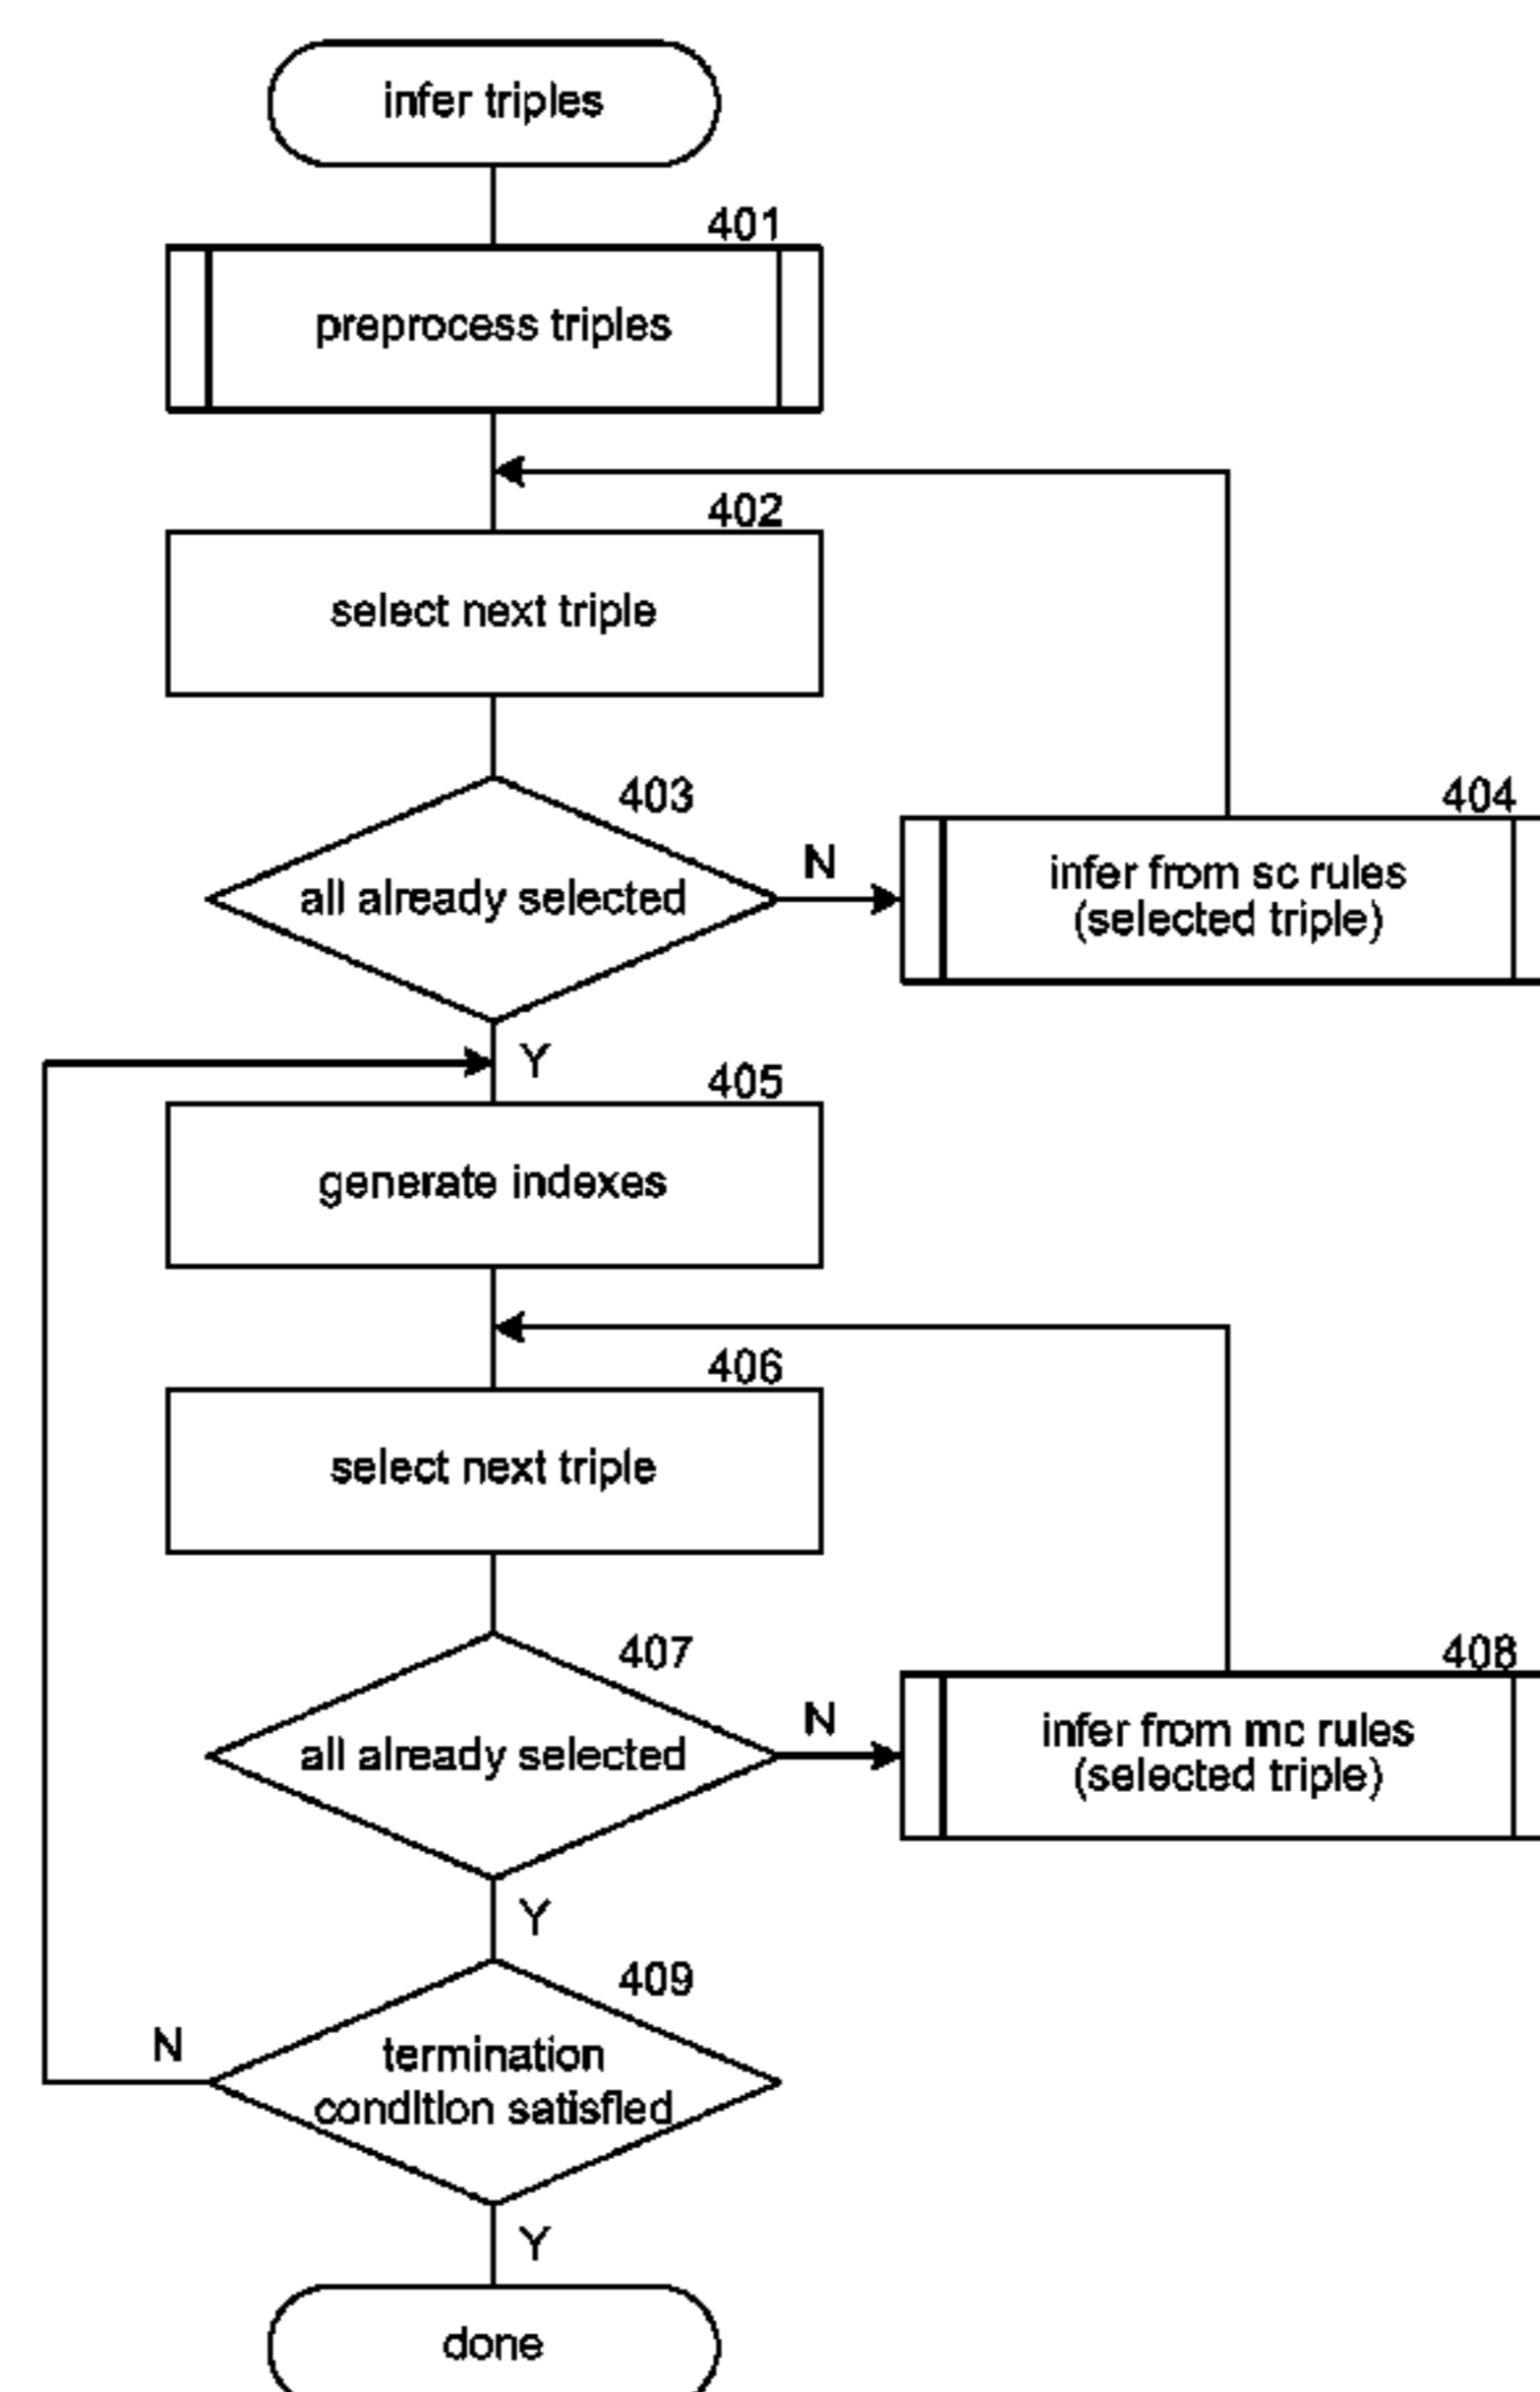 infer triples
401
preprocess triples
402
select next triple
403
all already selected
N
404
infer from sc rules
(selected triple)
Y
405
generate indexes
406
select next triple
407
all already selected
N
408
infer from mc rules
(selected triple)
Y
409
termination
condition satisfied
N
Y
done